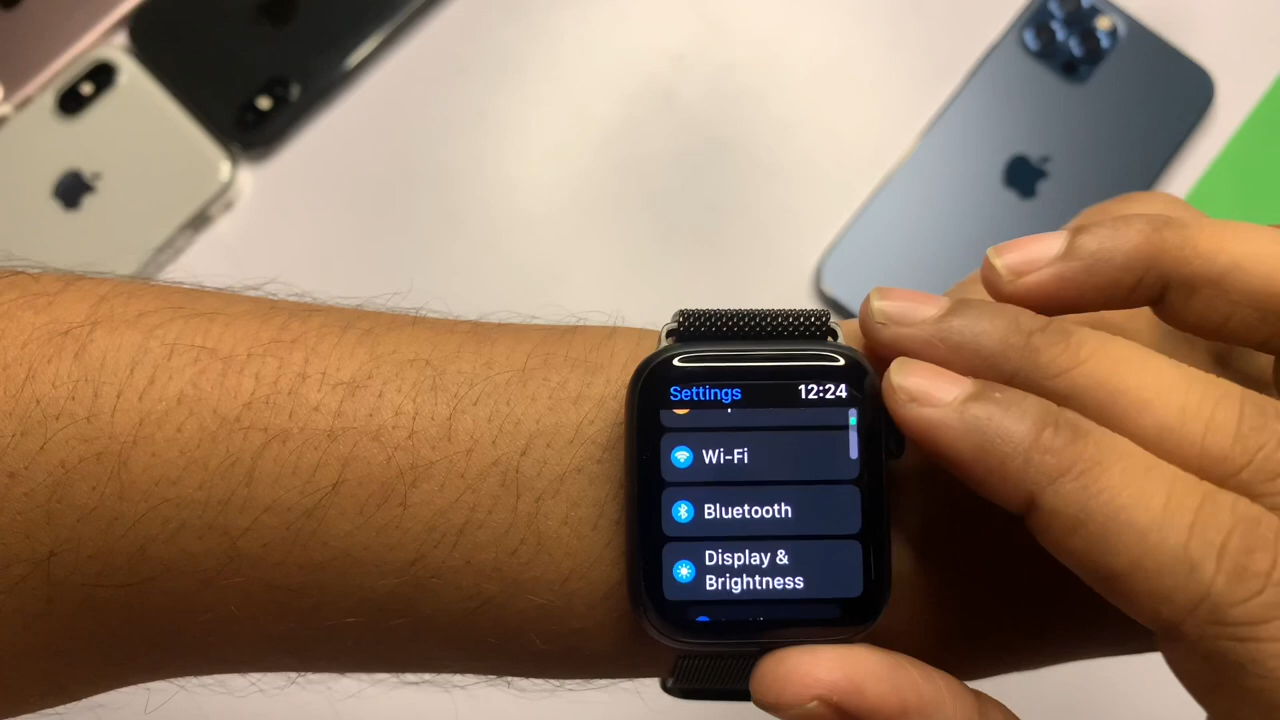 Settings 12:24
Wi-Fi
Bluetooth
Display &
Brightness